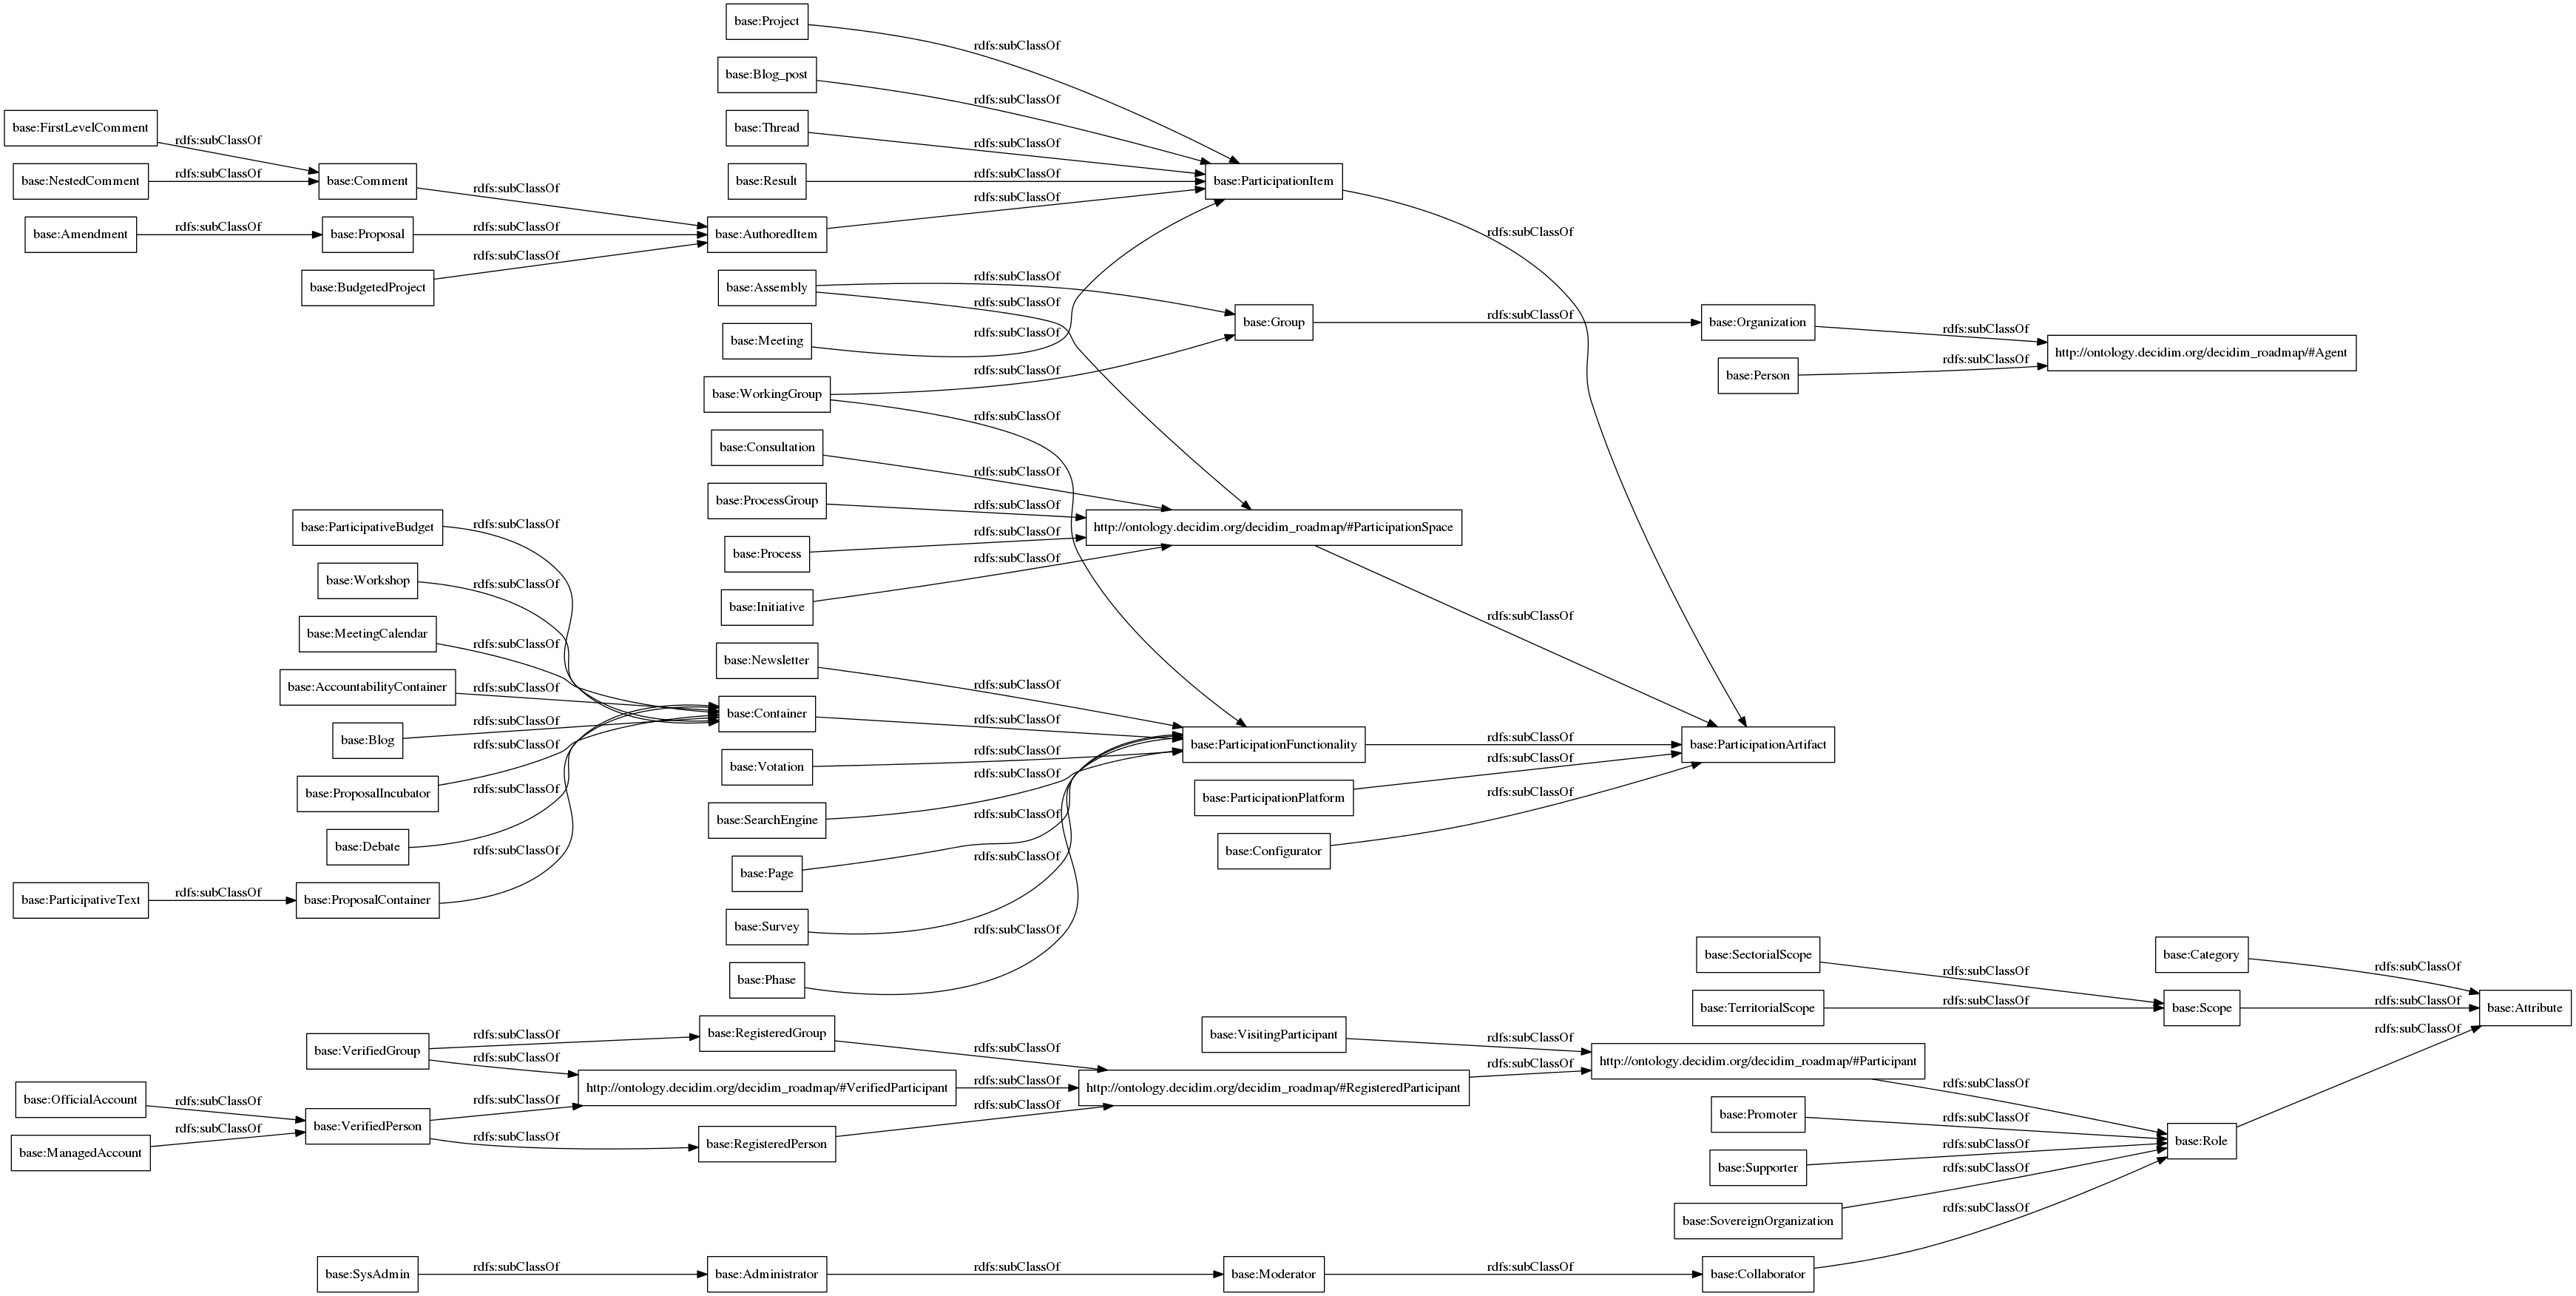 base:Project
rdfs:subClassOf
base:Blog_post
rdfs:subClassOf
base:FirstLevelComment
rdfs:subClassOf
base:Thread
rdfs:subClassOf
base:NestedComment
rdfs:subClassOf
base:Comment
rdfs:subClassOf
base:Result
rdfs:subClassOf
base:ParticipationItem
rdfs:subClassOf
base:Amendment
rdfs:subClassOf
base:Proposal
rdfs:subClassOf
base:AuthoredItem
rdfs:subClassOf
base:BudgetedProject
rdfs:subClassOf
base:Assembly
rdfs:subClassOf
rdfs:subClassOf
base:Group
rdfs:subClassOf
base:Organization
rdfs:subClassOf
base:Meeting
rdfs:subClassOf
http://ontology.decidim.org/decidim_roadmap/#Agent
base:Person
rdfs:subClassOf
base:WorkingGroup
rdfs:subClassOf
rdfs:subClassOf
base:Consultation
rdfs:subClassOf
base:ProcessGroup
rdfs:subClassOf
base:ParticipativeBudget
rdfs:subClassOf
http://ontology.decidim.org/decidim_roadmap/#ParticipationSpace
rdfs:subClassOf
base:Process
rdfs:subClassOf
base:Workshop
rdfs:subClassOf
base:Initiative
rdfs:subClassOf
base:MeetingCalendar
rdfs:subClassOf
base:Newsletter
rdfs:subClassOf
base:AccountabilityContainer
rdfs:subClassOf
base:Container
rdfs:subClassOf
base:Blog
rdfs:subClassOf
base:ParticipationFunctionality
rdfs:subClassOf
base:ParticipationArtifact
base:Votation
rdfs:subClassOf
base:ProposalIncubator
rdfs:subClassOf
base:ParticipationPlatform
rdfs:subClassOf
base:SearchEngine
rdfs:subClassOf
base:Debate
rdfs:subClassOf
base:Configurator
rdfs:subClassOf
base:Page
rdfs:subClassOf
base:ParticipativeText
rdfs:subClassOf
base:ProposalContainer
rdfs:subClassOf
base:Survey
rdfs:subClassOf
base:Phase
rdfs:subClassOf
base:SectorialScope
rdfs:subClassOf
base:Category
rdfs:subClassOf
base:TerritorialScope
rdfs:subClassOf
base:Scope
rdfs:subClassOf
base:Attribute
base:VerifiedGroup
rdfs:subClassOf
rdfs:subClassOf
base:RegisteredGroup
rdfs:subClassOf
base:VisitingParticipant
rdfs:subClassOf
http://ontology.decidim.org/decidim_roadmap/#Participant
rdfs:subClassOf
http://ontology.decidim.org/decidim_roadmap/#VerifiedParticipant
rdfs:subClassOf
http://ontology.decidim.org/decidim_roadmap/#RegisteredParticipant
rdfs:subClassOf
base:OfficialAccount
rdfs:subClassOf
base:VerifiedPerson
rdfs:subClassOf
rdfs:subClassOf
base:ManagedAccount
rdfs:subClassOf
base:RegisteredPerson
rdfs:subClassOf
base:Promoter
rdfs:subClassOf
base:Role
rdfs:subClassOf
base:Supporter
rdfs:subClassOf
base:SovereignOrganization
rdfs:subClassOf
base:SysAdmin
rdfs:subClassOf
base:Administrator
rdfs:subClassOf
base:Moderator
rdfs:subClassOf
base:Collaborator
rdfs:subClassOf